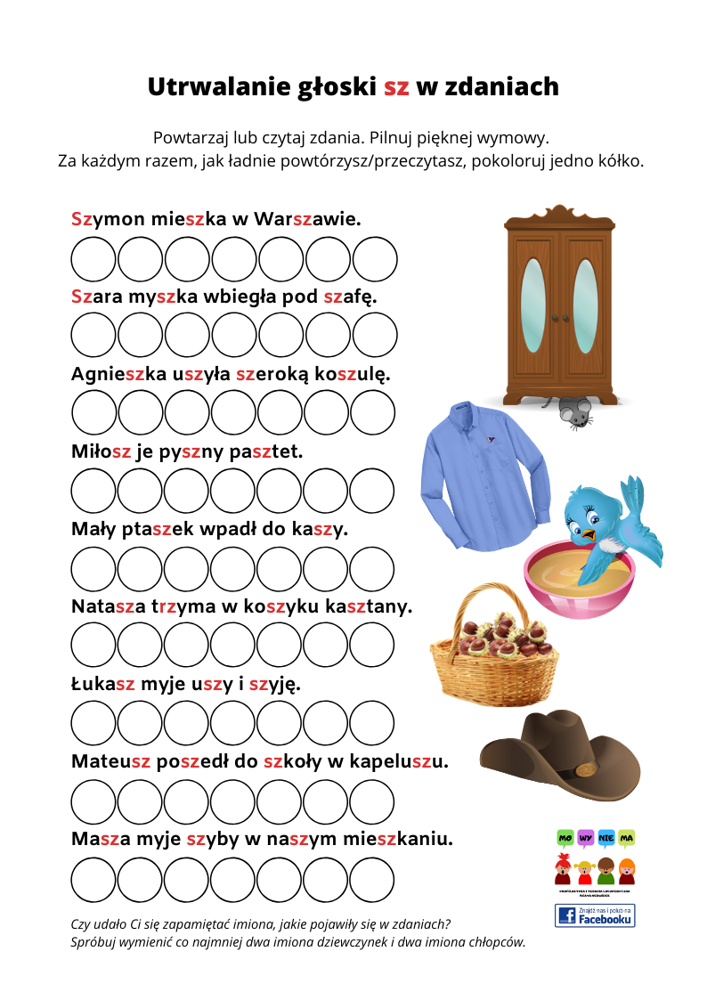 Utrwalanie głoski sz w zdaniach
Powtarzaj lub czytaj zdania. Pilnuj pięknej wymowy.
Za każdym razem, jak ładnie powtórzysz/przeczytasz, pokoloruj jedno kółko.
Szymon mieszka w Warszawie.
Szara myszka wbiegła pod szafę.
Agnieszka uszyła szeroką koszulę.
Miłosz je pyszny pasztet.
Mały ptaszek wpadł do kaszy.
Natasza trzyma w koszyku kasztany.
Łukasz myje uszy i szyję.
Mateusz poszedł do szkoły w kapeluszu.
Masza myje szyby w naszym mieszkaniu.
MO WY NIE MA
Znajdź nas i polub na
Facebooku
Czy udało Ci się zapamiętać imiona, jakie pojawiły się w zdaniach?
Spróbuj wymienić co najmniej dwa imiona dziewczynek i dwa imiona chłopców.